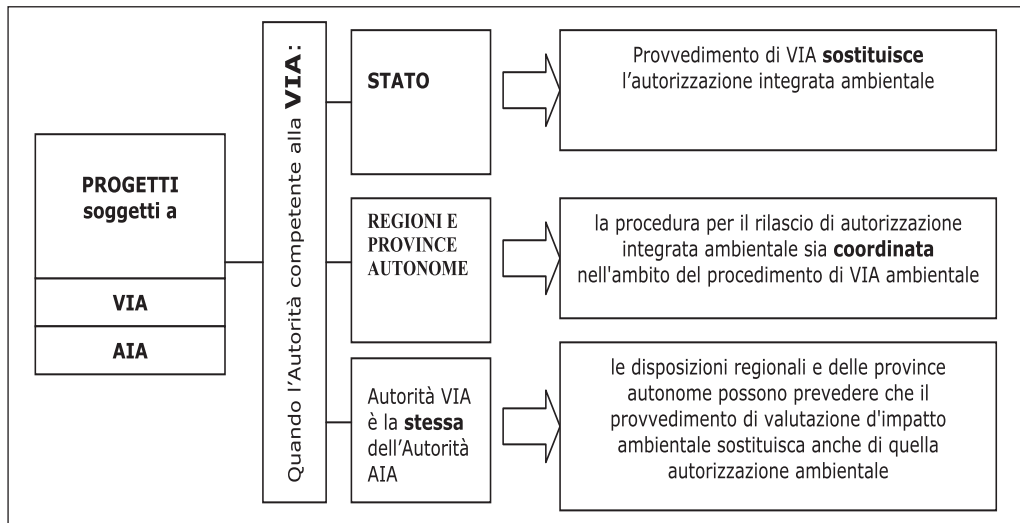 PROGETTI
soggetti a
VIA
AIA
Quando l'Autorità competente alla VIA:
STATO
Provvedimento di VIA sostituisce
l'autorizzazione integrata ambientale
REGIONI E
PROVINCE
AUTONOME
la procedura per il rilascio di autorizzazione
integrata ambientale sia coordinata
nell'ambito del procedimento di VIA ambientale
Autorità VIA
è la stessa
dell'Autorità
AIA
le disposizioni regionali e delle province
autonome possono prevedere che il
provvedimento di valutazione d'impatto
ambientale sostituisca anche di quella
autorizzazione ambientale